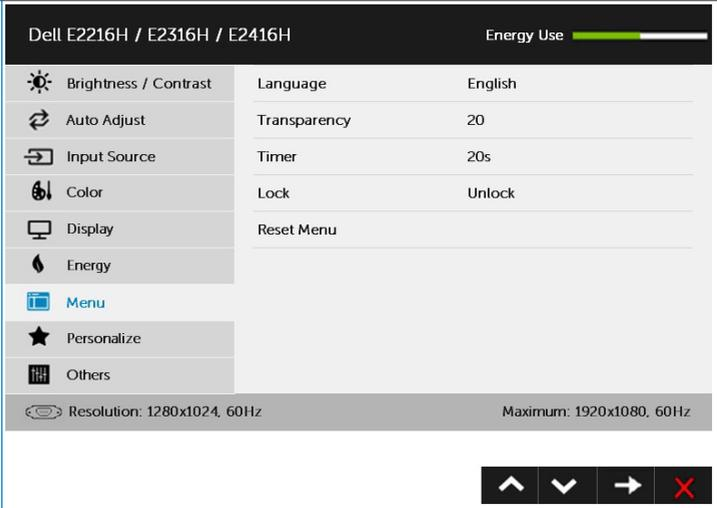 Dell E2216H / E2316H / E2416H Energy Use
Brightness / Contrast Language English
Auto Adjust Transparency 20
Input Source Timer 20s
Color Lock Unlock
Display Reset Menu
Energy
Menu
Personalize
Others
Resolution: 1280x1024, 60Hz Maximum: 1920x1080, 60Hz